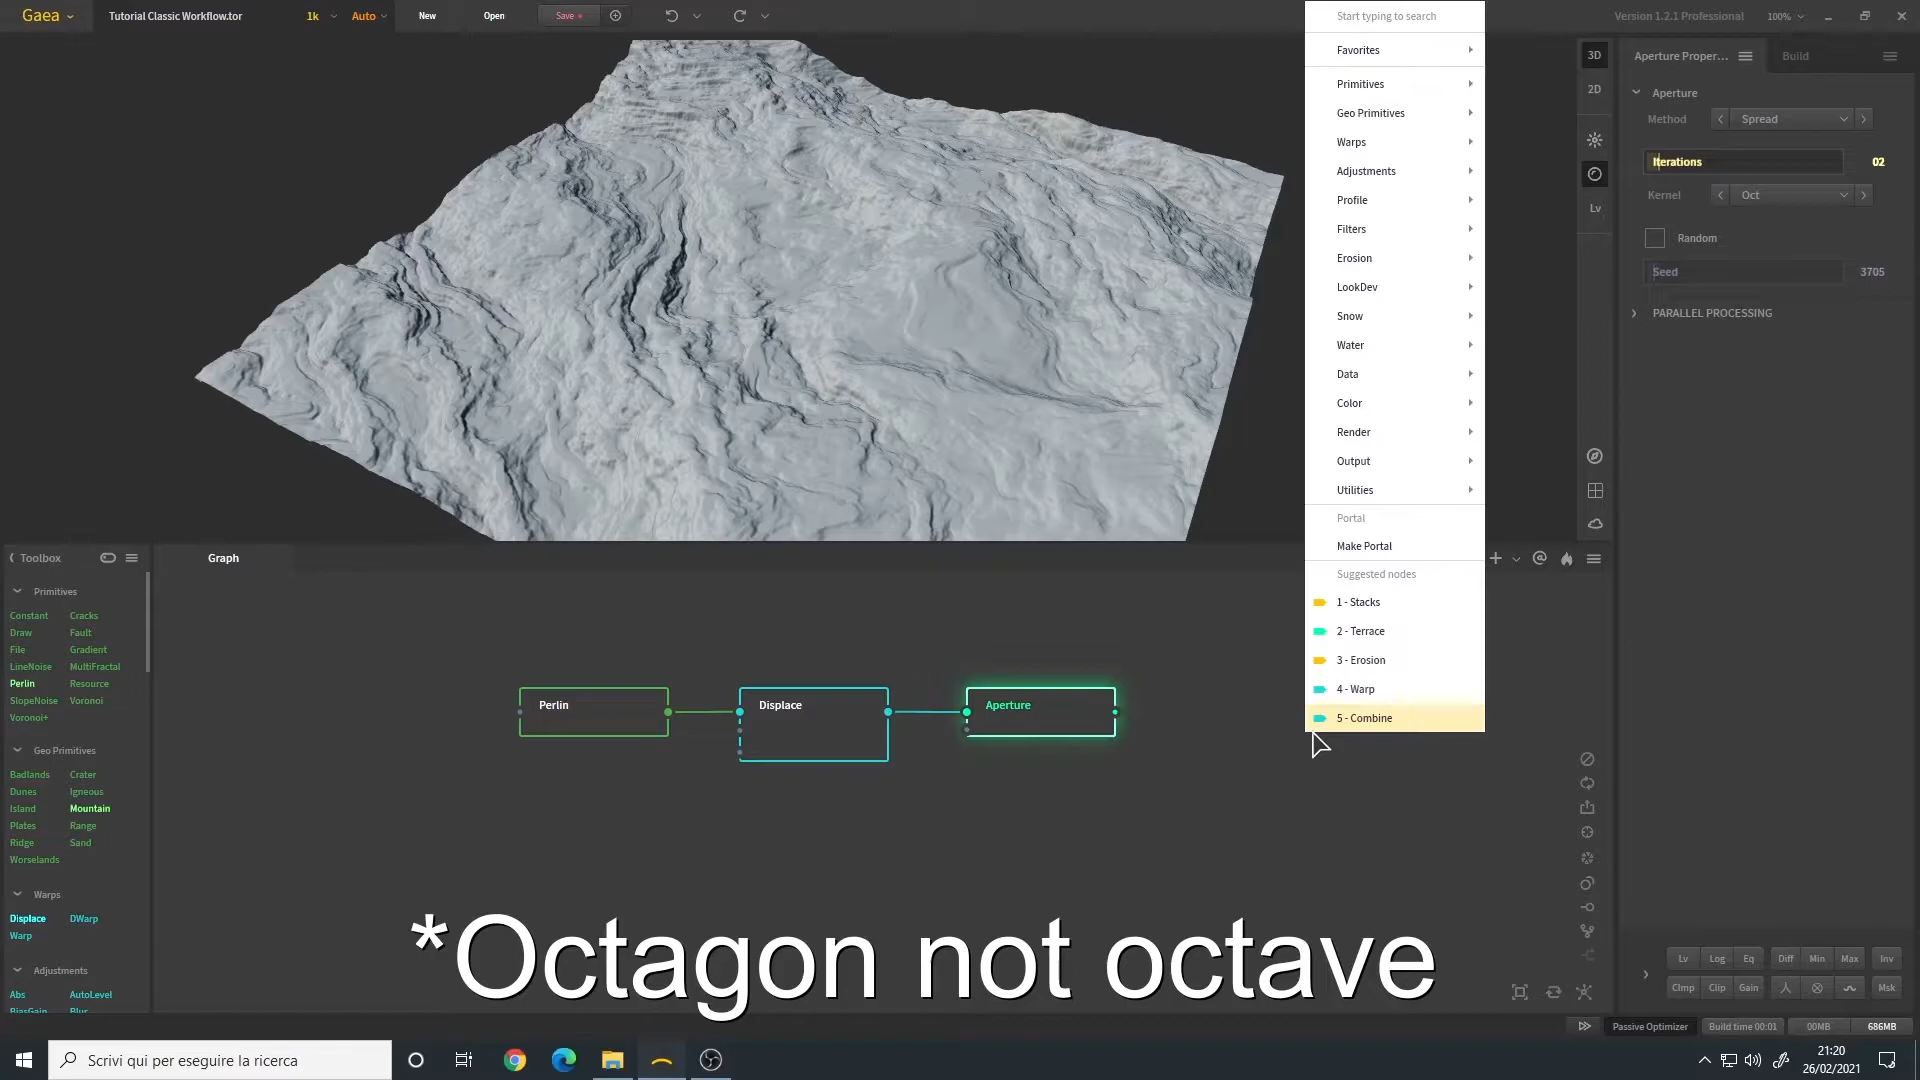 Gaea
Tutorial Classic Workflow.tor
1k
Auto
New
Open
Save
Version 1.2.1 Professional
100%
Start typing to search
Favorites
Primitives
Geo Primitives
Warps
Adjustments
Profile
Filters
Erosion
LookDev
Snow
Water
Data
Color
Render
Output
Utilities
Portal
Make Portal
Suggested nodes
1 - Stacks
2 - Terrace
3 - Erosion
4 - Warp
5 - Combine
3D
2D
Lv
Aperture Proper...
Build
Aperture
Method Spread
Iterations 02
Kernel Oct
Random
Seed 3705
PARALLEL PROCESSING
Toolbox
Graph
Primitives
Constant Cracks
Draw Fault
File Gradient
LineNoise MultiFractal
Perlin Resource
SlopeNoise Voronoi
Voronoi+
Geo Primitives
Badlands Crater
Dunes Igneous
Island Mountain
Plates Range
Ridge Sand
Worselands
Warps
Displace DWarp
Warp
Adjustments
Abs AutoLevel
BiasGain Blur
Perlin
Displace
Aperture
*Octagon not octave
Lv Log Eq Diff Min Max Inv
Clmp Clip Gain Msk
Passive Optimizer Build time 00:01 00MB 686MB
Scrivi qui per eseguire la ricerca
21:20
26/02/2021